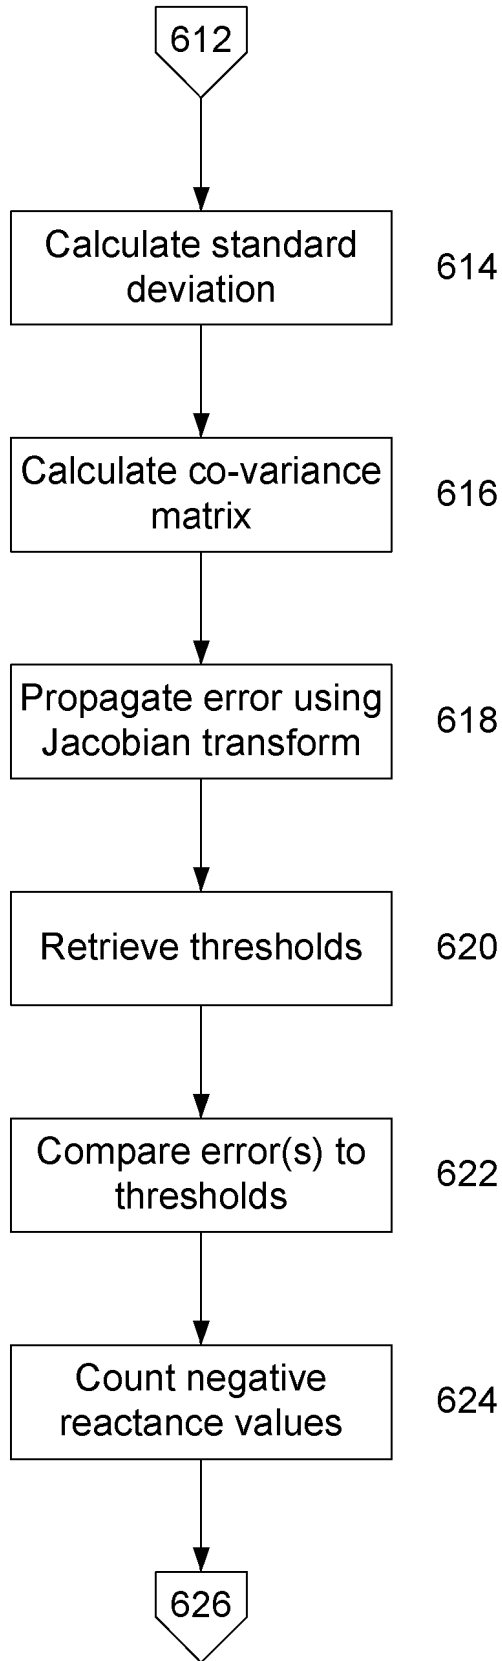 612
Calculate standard
deviation
614
Calculate co-variance
matrix
616
Propagate error using
Jacobian transform
618
Retrieve thresholds
620
Compare error(s) to
thresholds
622
Count negative
reactance values
624
626